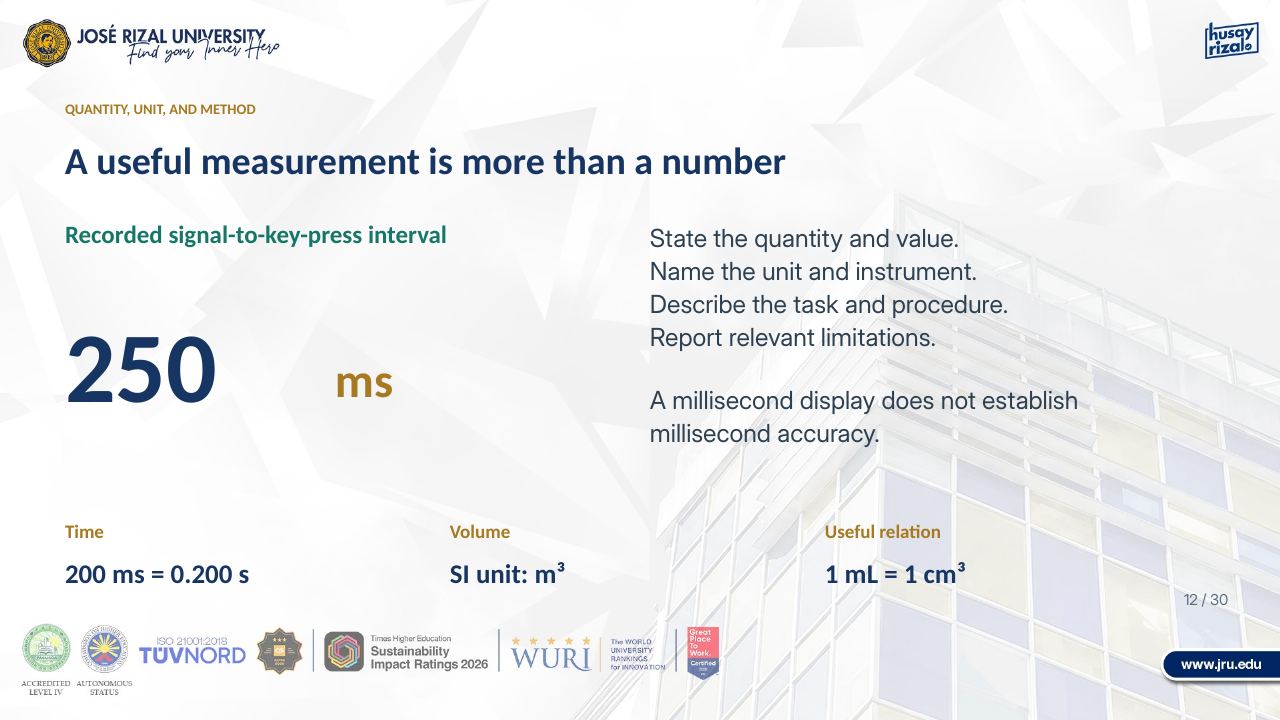 JOSÉ RIZAL UNIVERSITY
Find your Inner Hero
husay
rizal
QUANTITY, UNIT, AND METHOD
A useful measurement is more than a number
Recorded signal-to-key-press interval
250 ms
State the quantity and value.
Name the unit and instrument.
Describe the task and procedure.
Report relevant limitations.
A millisecond display does not establish
millisecond accuracy.
Time
200 ms = 0.200 s
Volume
SI unit: m³
Useful relation
1 mL = 1 cm³
12 / 30
ACCREDITED
LEVEL IV
AUTONOMOUS
STATUS
ISO 21001:2018
TÜVNORD
Times Higher Education
Sustainability
Impact Ratings 2026
WURI
The WORLD
UNIVERSITY
RANKINGS
for INNOVATION
Great
Place
To
Work.
Certified
www.jru.edu